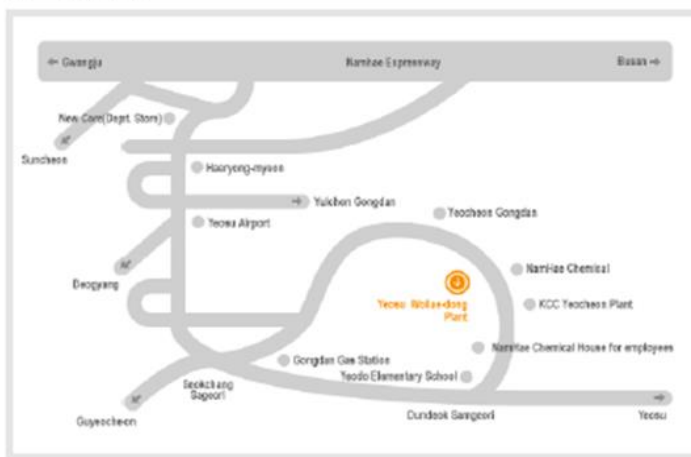 ← Gwangju
Namhae Expressway
Busan →
New Core(Dept. Store)
Suncheon
Haeryong-myeon
Yulchon Gongdan
Yeocheon Gongdan
Yeosu Airport
NamHae Chemical
Deogyang
KCC Yeocheon Plant
Yeosu
Plant
NamHae Chemical House for employees
Gongdan Gas Station
Yeodo Elementary School
Seokchang
Sageori
Guyeocheon
Dundeok Samgeori
Yeosu